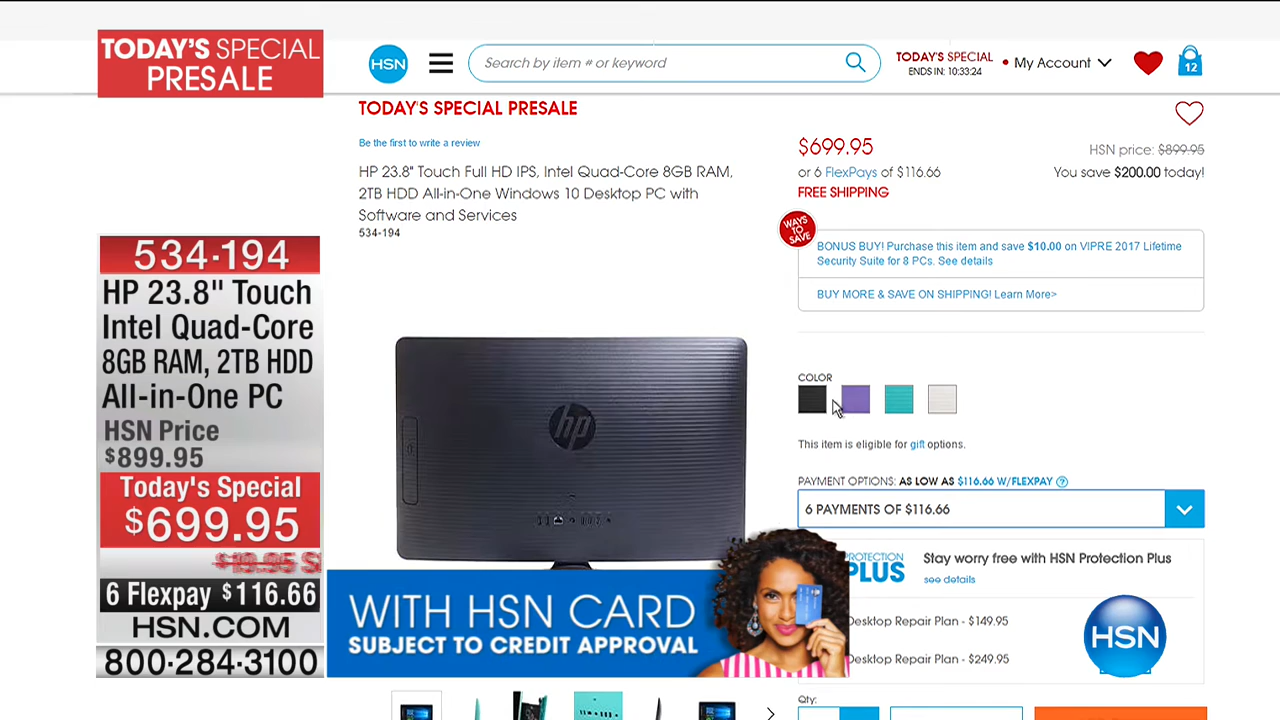 TODAY'S SPECIAL
PRESALE
HSN
Search by item # or keyword
TODAY'S SPECIAL
ENDS IN: 10:33:24
My Account
12
TODAY'S SPECIAL PRESALE
Be the first to write a review
HP 23.8" Touch Full HD IPS, Intel Quad-Core 8GB RAM,
2TB HDD All-in-One Windows 10 Desktop PC with
Software and Services
534-194
$699.95
HSN price: $899.95
or 6 FlexPays of $116.66
You save $200.00 today!
FREE SHIPPING
WAYS
TO
SAVE
BONUS BUY! Purchase this item and save $10.00 on VIPRE 2017 Lifetime
Security Suite for 8 PCs. See details
BUY MORE & SAVE ON SHIPPING! Learn More>
534·194
HP 23.8" Touch
Intel Quad-Core
8GB RAM, 2TB HDD
All-in-One PC
HSN Price
$899.95
Today's Special
$699.95
6 Flexpay $116.66
HSN.COM
800·284·3100
hp
COLOR
This item is eligible for gift options.
PAYMENT OPTIONS: AS LOW AS $116.66 W/FLEXPAY ?
6 PAYMENTS OF $116.66
PROTECTION
PLUS
Stay worry free with HSN Protection Plus
see details
Desktop Repair Plan - $149.95
Desktop Repair Plan - $249.95
HSN
WITH HSN CARD
SUBJECT TO CREDIT APPROVAL
Qty: